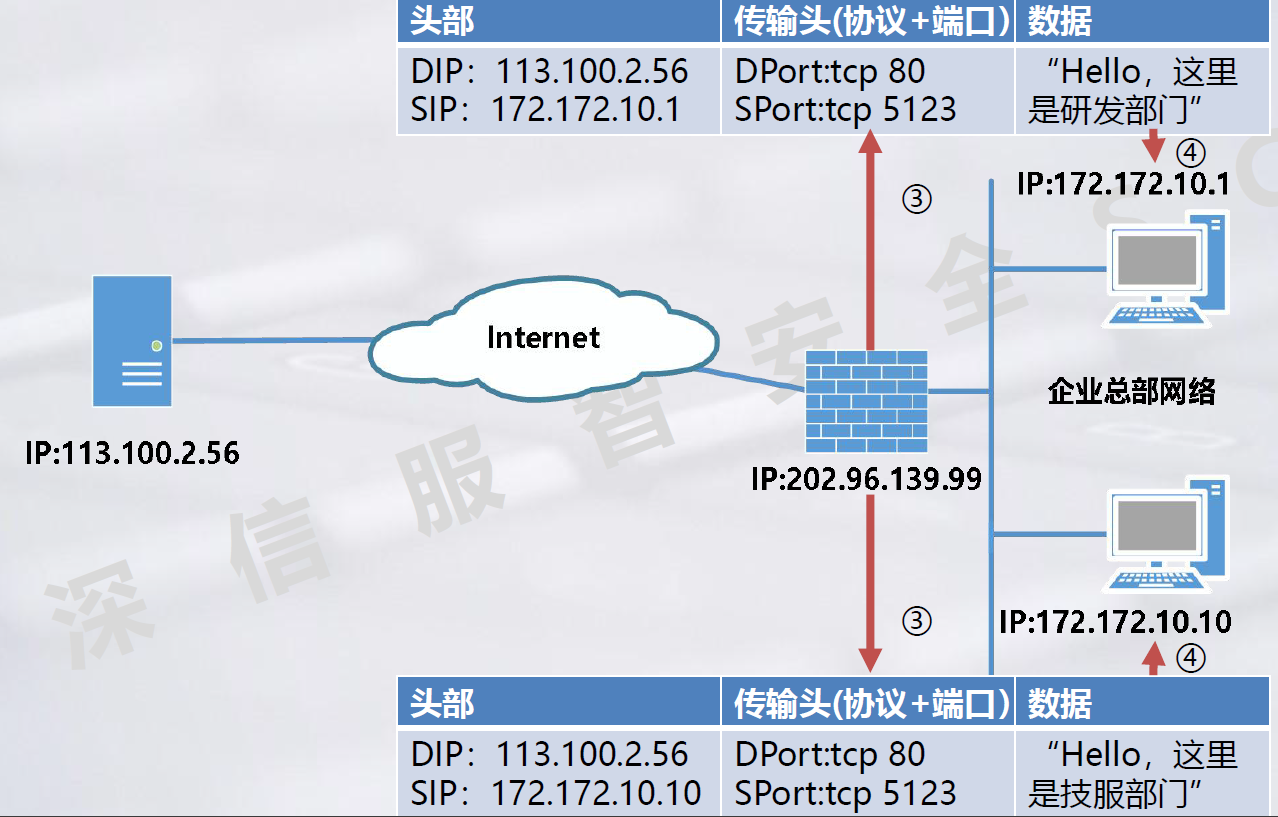 头部 传输头(协议+端口) 数据
DIP：113.100.2.56 DPort:tcp 80 “Hello，这里
SIP：172.172.10.1 SPort:tcp 5123 是研发部门”
④
IP:172.172.10.1
③
Internet
企业总部网络
IP:113.100.2.56
IP:202.96.139.99
深信服智安全
S
O
③
IP:172.172.10.10
④
头部 传输头(协议+端口) 数据
DIP：113.100.2.56 DPort:tcp 80 “Hello，这里
SIP：172.172.10.10 SPort:tcp 5123 是技服部门”